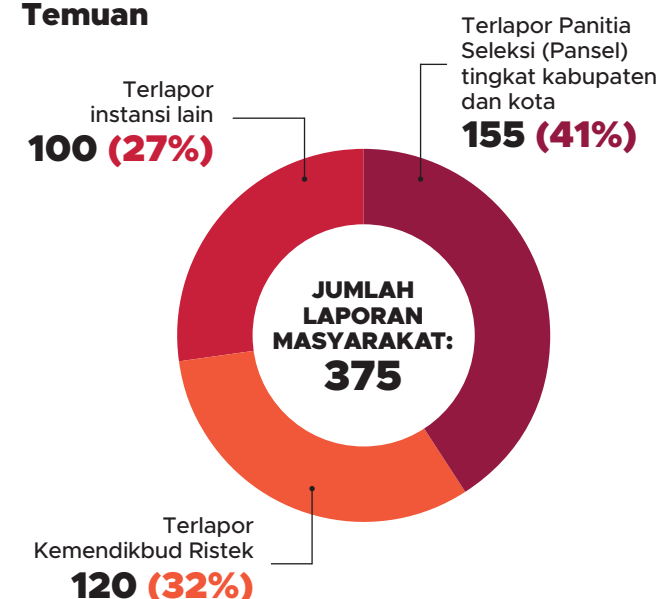 Temuan
Terlapor Panitia
Seleksi (Pansel)
tingkat kabupaten
dan kota
155 (41%)
Terlapor
instansi lain
100 (27%)
JUMLAH
LAPORAN
MASYARAKAT:
375
Terlapor
Kemendikbud Ristek
120 (32%)